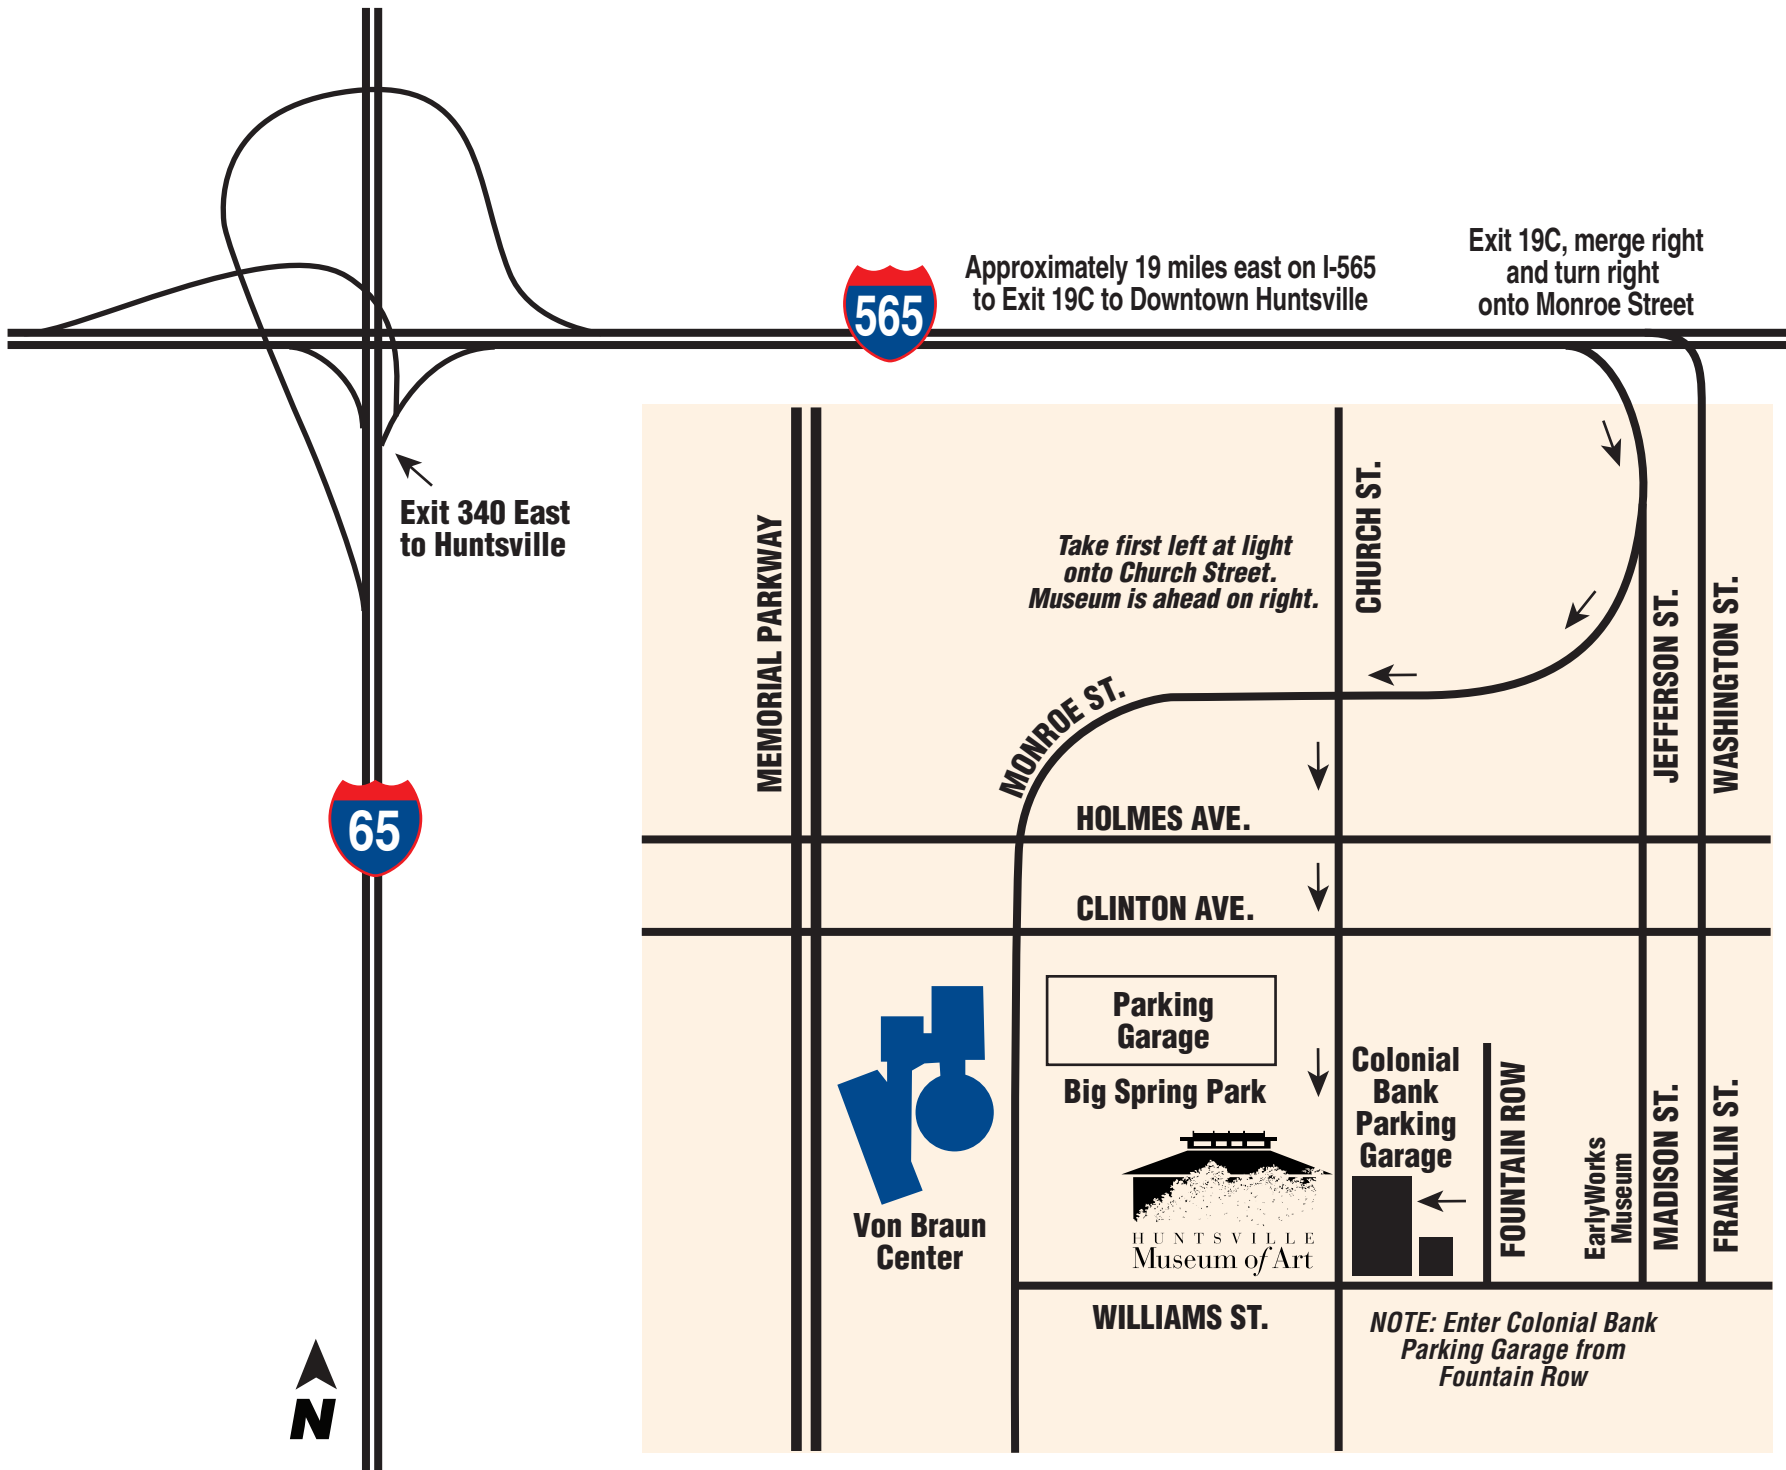 Exit 19C, merge right
and turn right
onto Monroe Street
Approximately 19 miles east on I-565
to Exit 19C to Downtown Huntsville
565
Exit 340 East
to Huntsville
65
N
MEMORIAL PARKWAY
Take first left at light
onto Church Street.
Museum is ahead on right.
CHURCH ST.
JEFFERSON ST.
WASHINGTON ST.
MONROE ST.
HOLMES AVE.
CLINTON AVE.
Parking
Garage
Big Spring Park
Von Braun
Center
HUNTSVILLE
Museum of Art
Colonial
Bank
Parking
Garage
FOUNTAIN ROW
EarlyWorks
Museum
MADISON ST.
FRANKLIN ST.
WILLIAMS ST.
NOTE: Enter Colonial Bank
Parking Garage from
Fountain Row